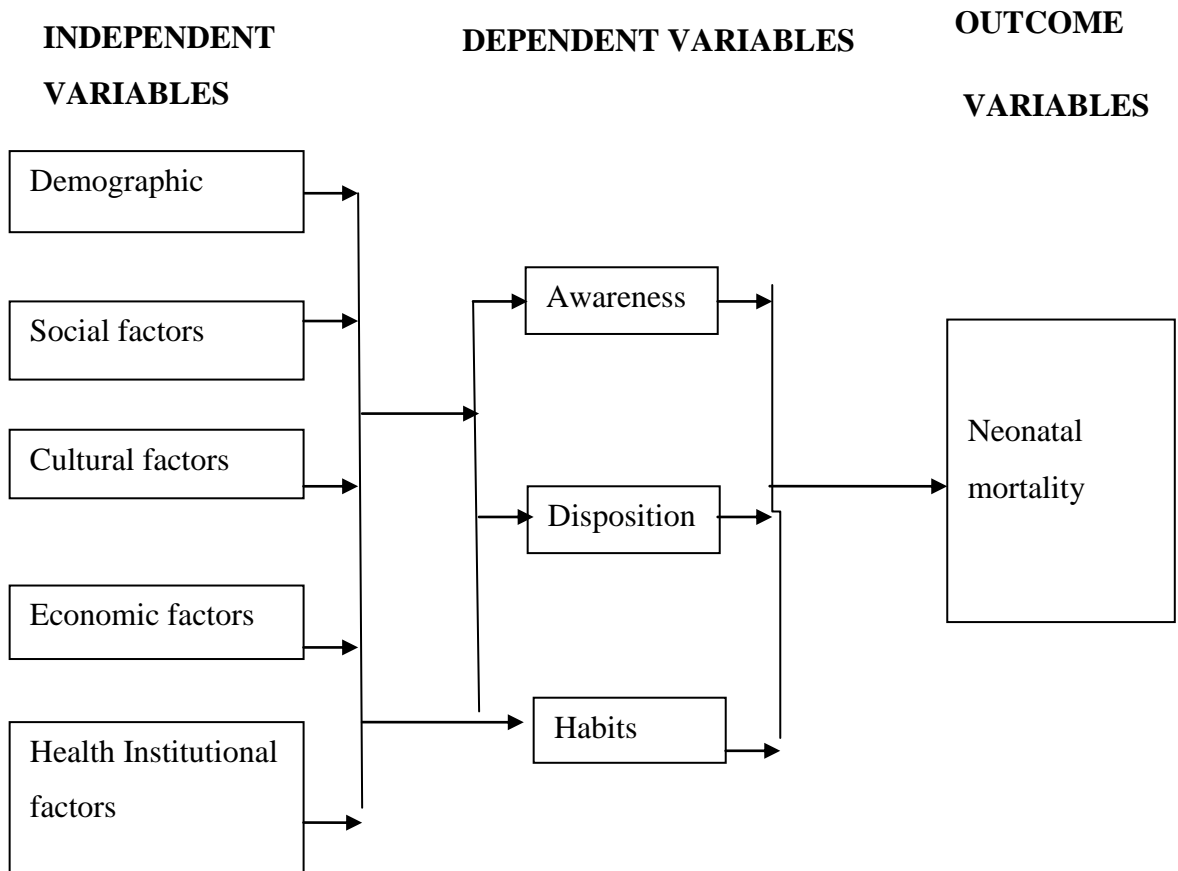 INDEPENDENT
VARIABLES
DEPENDENT VARIABLES
OUTCOME
VARIABLES
Demographic
Social factors
Cultural factors
Economic factors
Health Institutional
factors
Awareness
Disposition
Habits
Neonatal
mortality